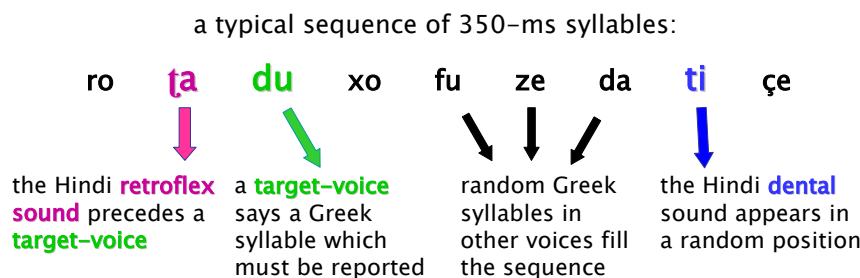 a typical sequence of 350-ms syllables:
ro ʈa du xo fu ze da ti çe
the Hindi retroflex
sound precedes a
target-voice
a target-voice
says a Greek
syllable which
must be reported
random Greek
syllables in
other voices fill
the sequence
the Hindi dental
sound appears in
a random position